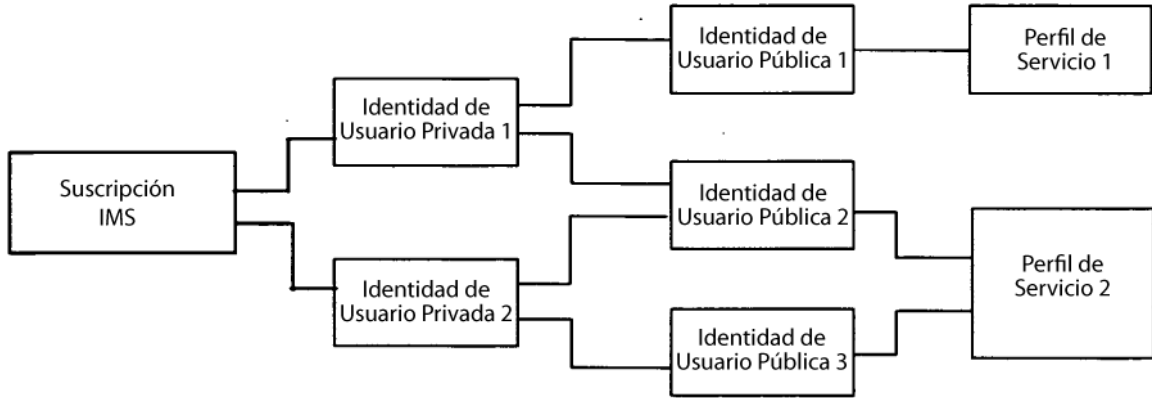 Suscripción
IMS
Identidad de
Usuario Privada 1
Identidad de
Usuario Privada 2
Identidad de
Usuario Pública 1
Identidad de
Usuario Pública 2
Identidad de
Usuario Pública 3
Perfil de
Servicio 1
Perfil de
Servicio 2